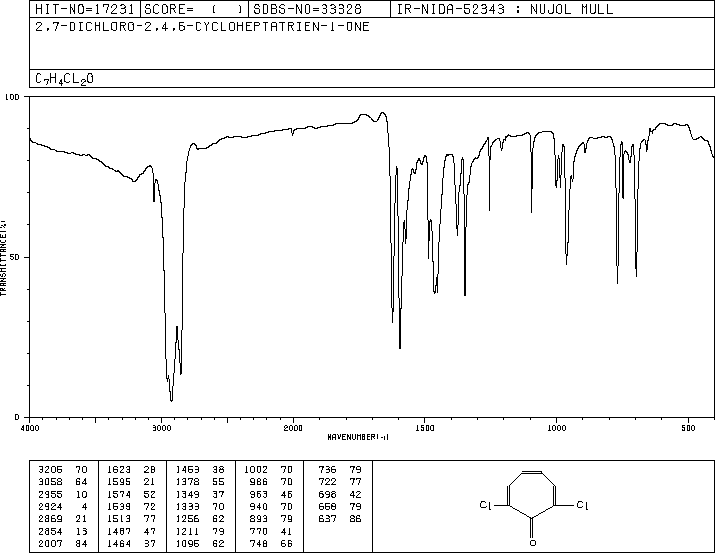 HIT-NO=17231 SCORE= ( ) SDBS-NO=33328 IR-NIDA-52343 : NUJOL MULL
2,7-DICHLORO-2,4,6-CYCLOHEPTATRIEN-1-ONE
C7H4CL2O
100
50
0
TRANSMITTANCE(%)
4000 3000 2000 1500 1000 500
WAVENUMBER(-1)
3205 70 1623 28 1459 38 1002 70 736 79
3058 64 1595 21 1378 55 986 70 722 77
2955 10 1574 52 1349 37 963 46 698 42
2924 4 1539 72 1333 70 940 70 658 79
2869 21 1513 77 1256 62 893 79 637 86
2854 13 1487 47 1211 79 770 41
2007 84 1464 37 1095 62 748 66
Cl Cl
O